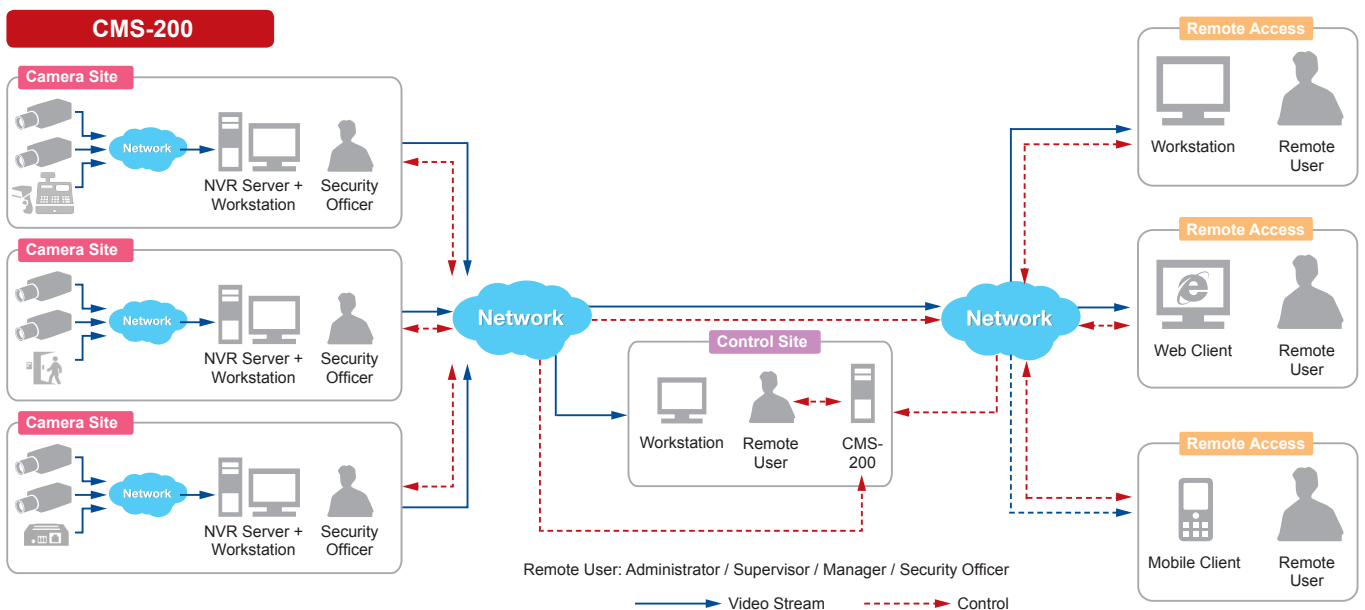 CMS-200
Camera Site
Network
NVR Server +
Workstation
Security
Officer
Camera Site
Network
NVR Server +
Workstation
Security
Officer
Camera Site
Network
NVR Server +
Workstation
Security
Officer
Network
Control Site
Workstation
Remote
User
CMS-
200
Network
Remote Access
Workstation
Remote
User
Remote Access
Web Client
Remote
User
Remote Access
Mobile Client
Remote
User
Remote User: Administrator / Supervisor / Manager / Security Officer
Video Stream
Control